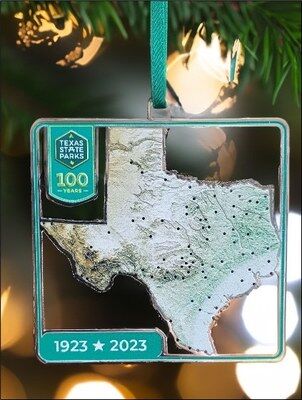 TEXAS
STATE
PARKS
100
YEARS
1923 ★ 2023